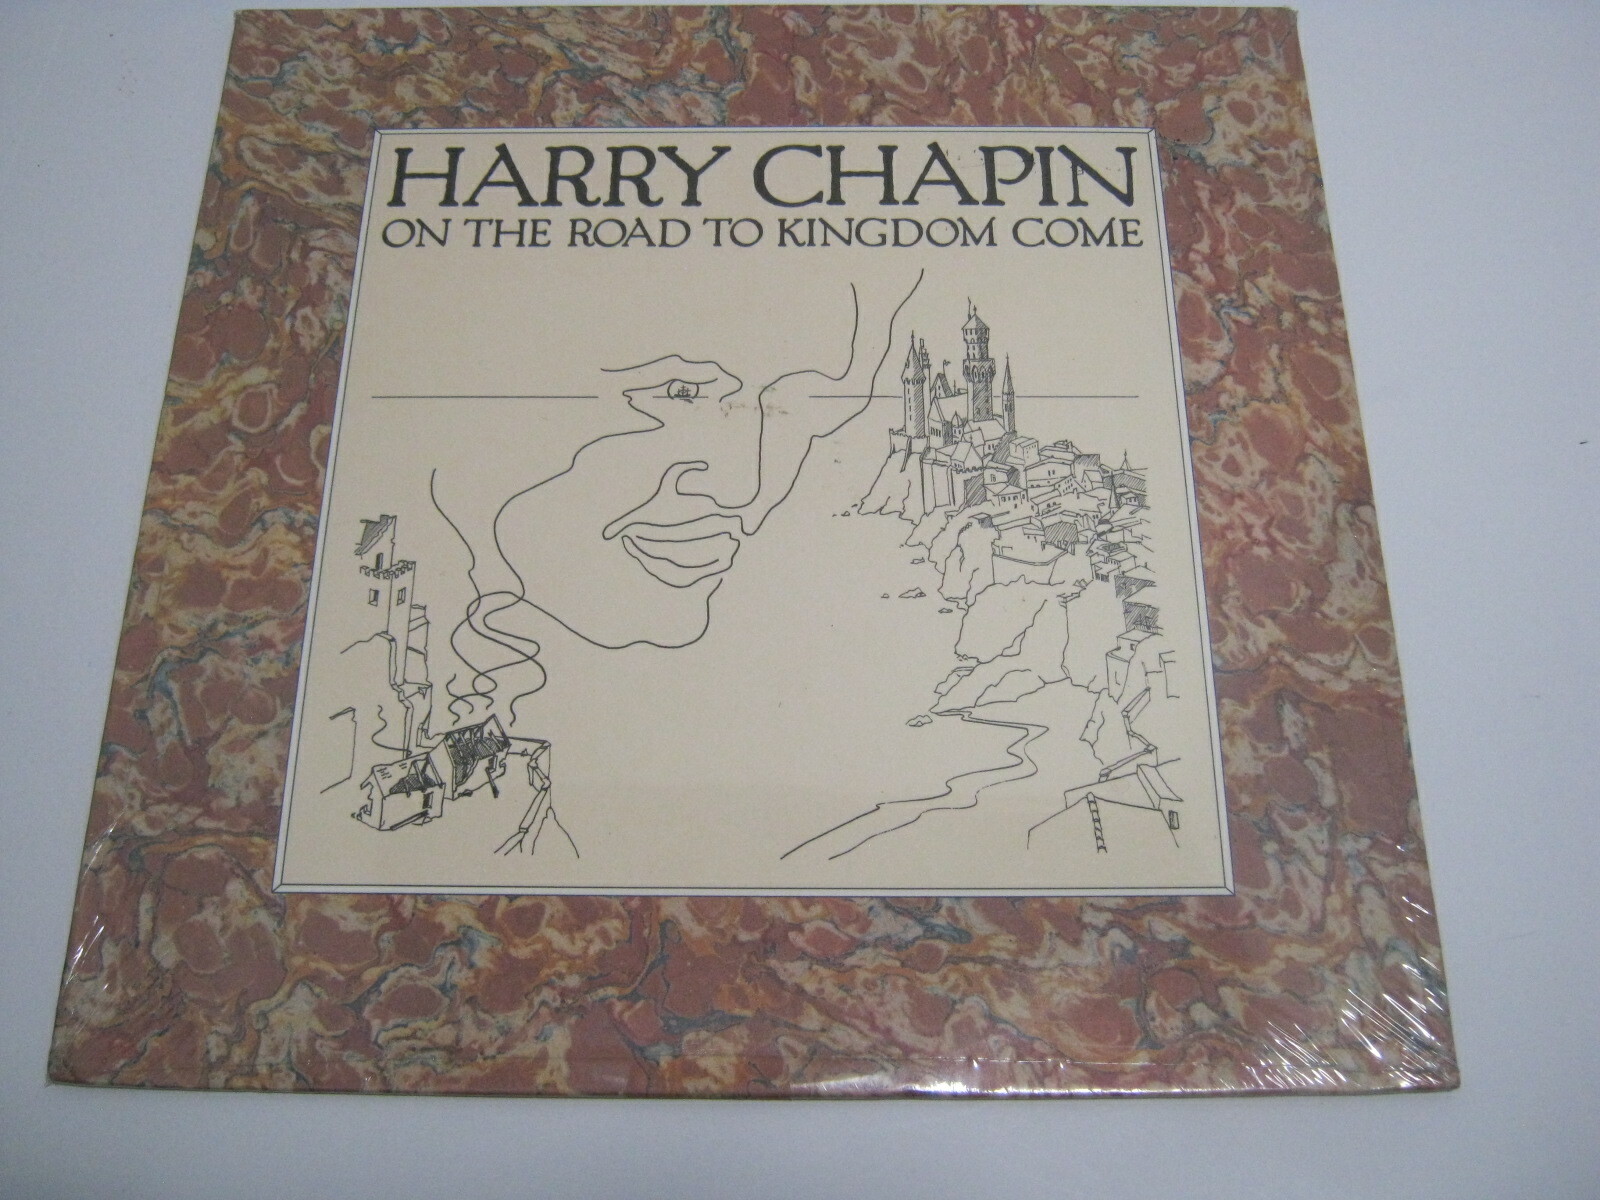 HARRY CHAPIN
ON THE ROAD TO KINGDOM COME